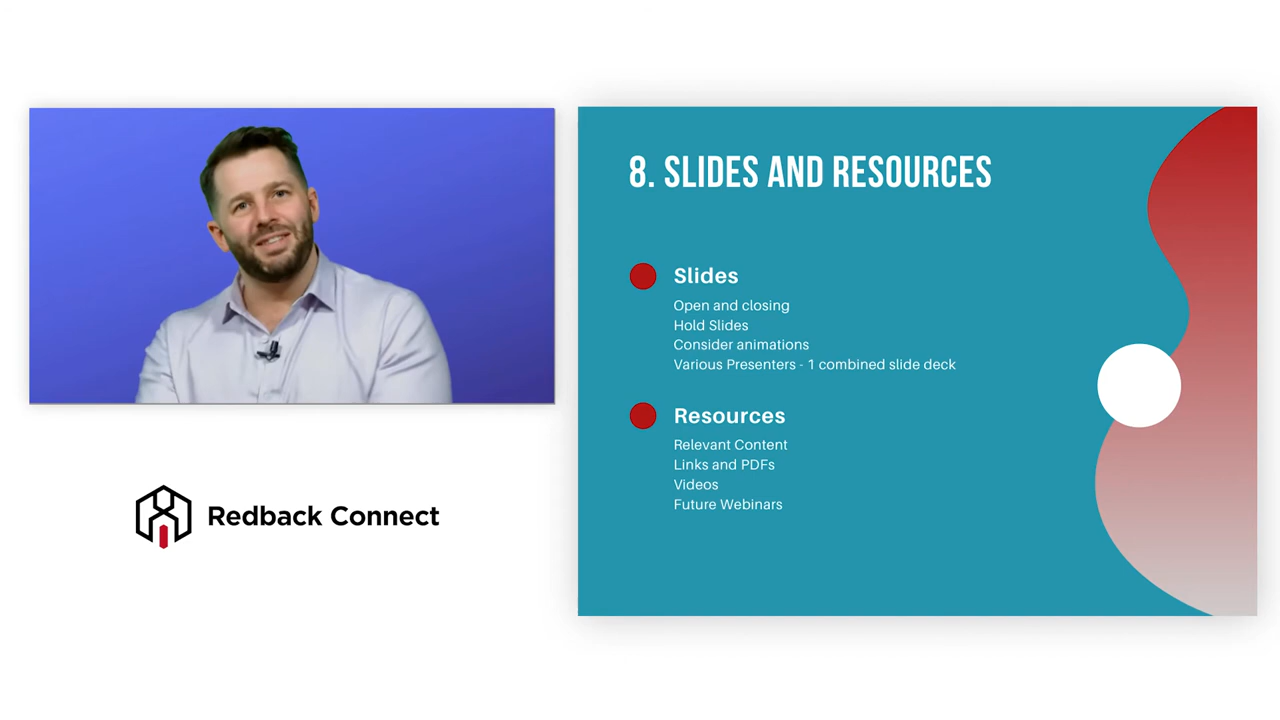 8. SLIDES AND RESOURCES
Slides
Open and closing
Hold Slides
Consider animations
Various Presenters - 1 combined slide deck
Resources
Relevant Content
Links and PDFs
Videos
Future Webinars
Redback Connect